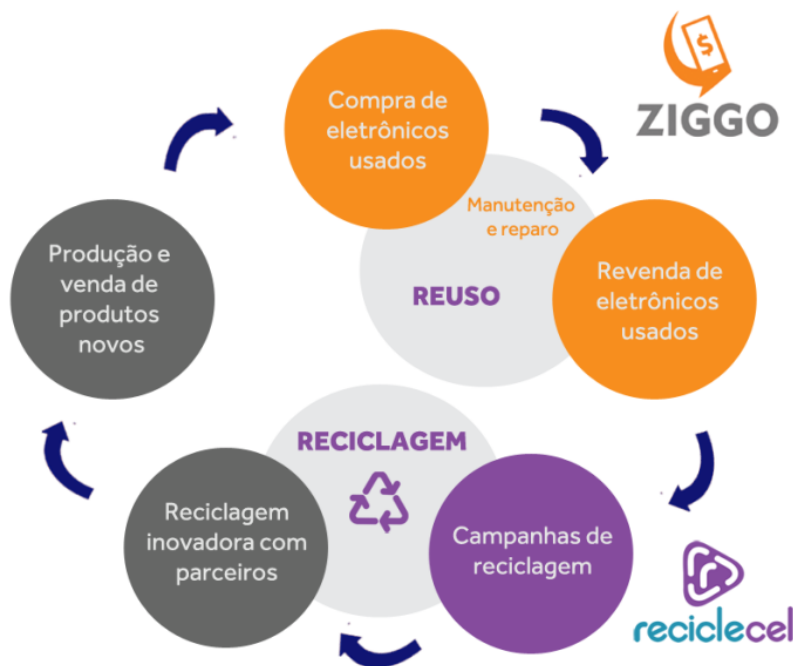 Compra de
eletrônicos
usados
$
ZIGGO
Manutenção
e reparo
REUSO
Revenda de
eletrônicos
usados
Produção e
venda de
produtos
novos
RECICLAGEM
Reciclagem
inovadora com
parceiros
Campanhas de
reciclagem
r
reciclecel